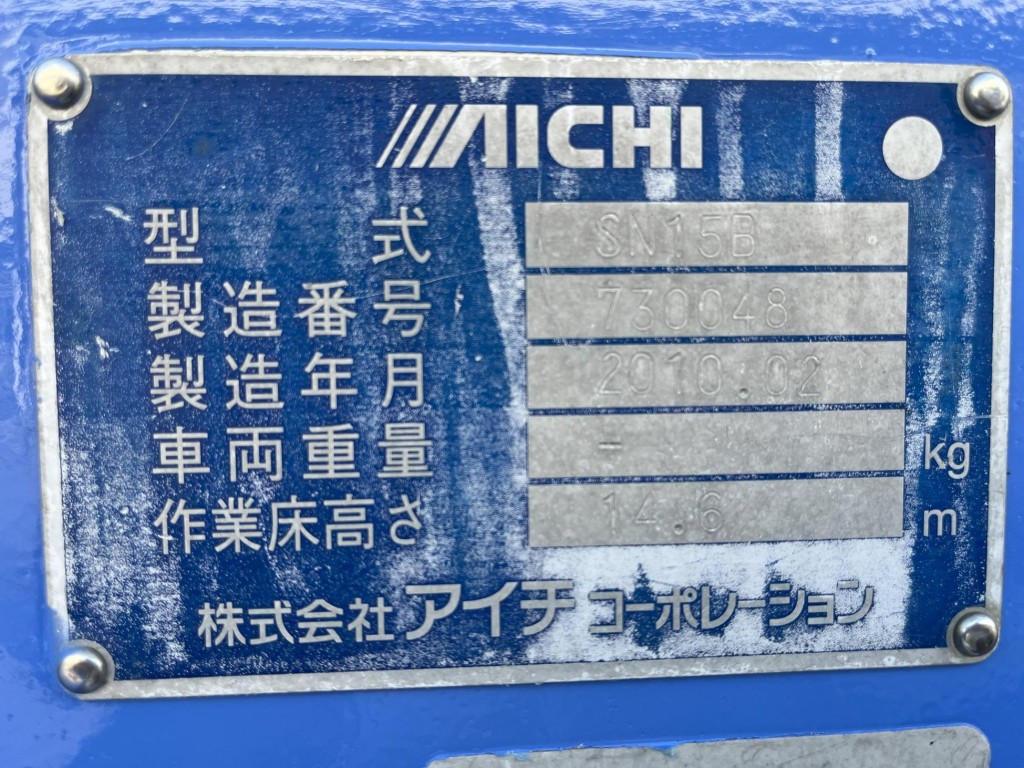 AICHI
型式 SN15B
製造番号 730048
製造年月 2010.02
車両重量 - kg
作業床高さ 14.6 m
株式会社アイチコーポレーション